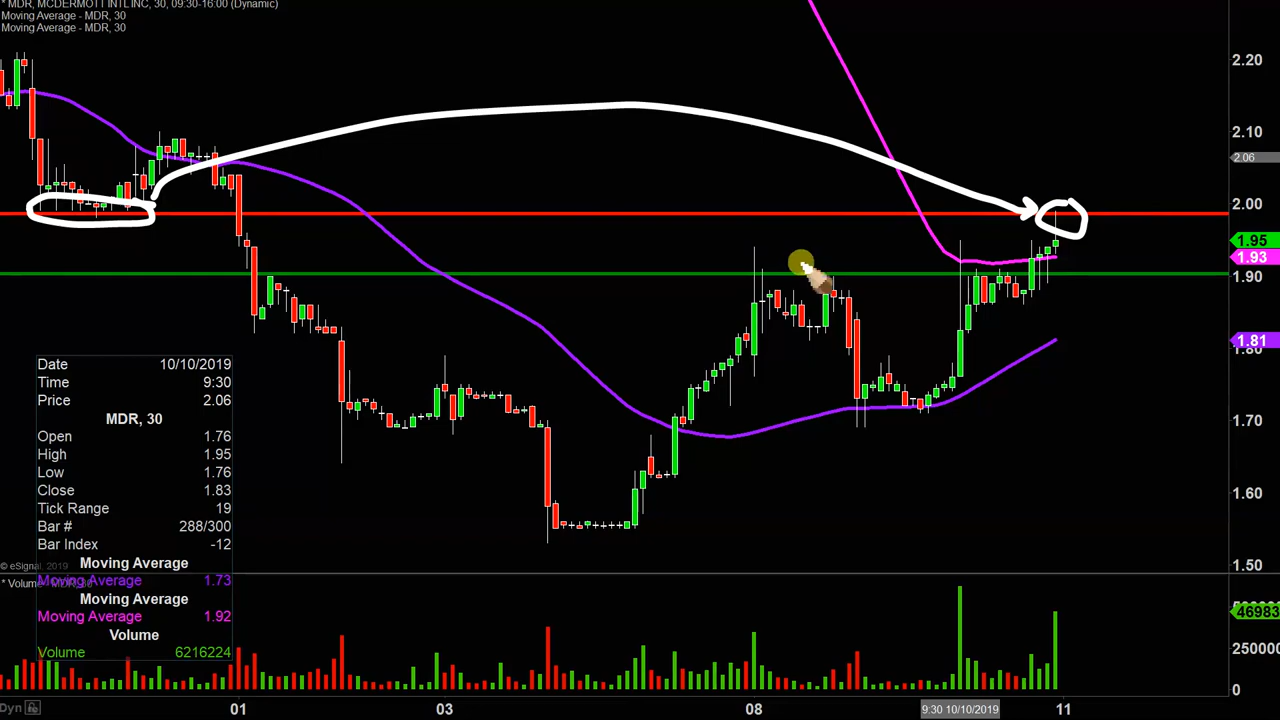 * MDR, MCDERMOTT INTL INC, 30, 09:30-16:00 (Dynamic)
Moving Average - MDR, 30
Moving Average - MDR, 30
2.20
2.10
2.06
2.00
1.95
1.93
1.90
1.81
1.80
1.70
1.60
1.50
Date 10/10/2019
Time 9:30
Price 2.06
MDR, 30
Open 1.76
High 1.95
Low 1.76
Close 1.83
Tick Range 19
Bar # 288/300
Bar Index -12
Moving Average
© eSignal, 2019
Moving Average 1.73
* Volume - MDR, 30
Moving Average
Moving Average 1.92
Volume
Volume 6216224
46983
250000
0
Dyn
01
03
08
9:30 10/10/2019
11